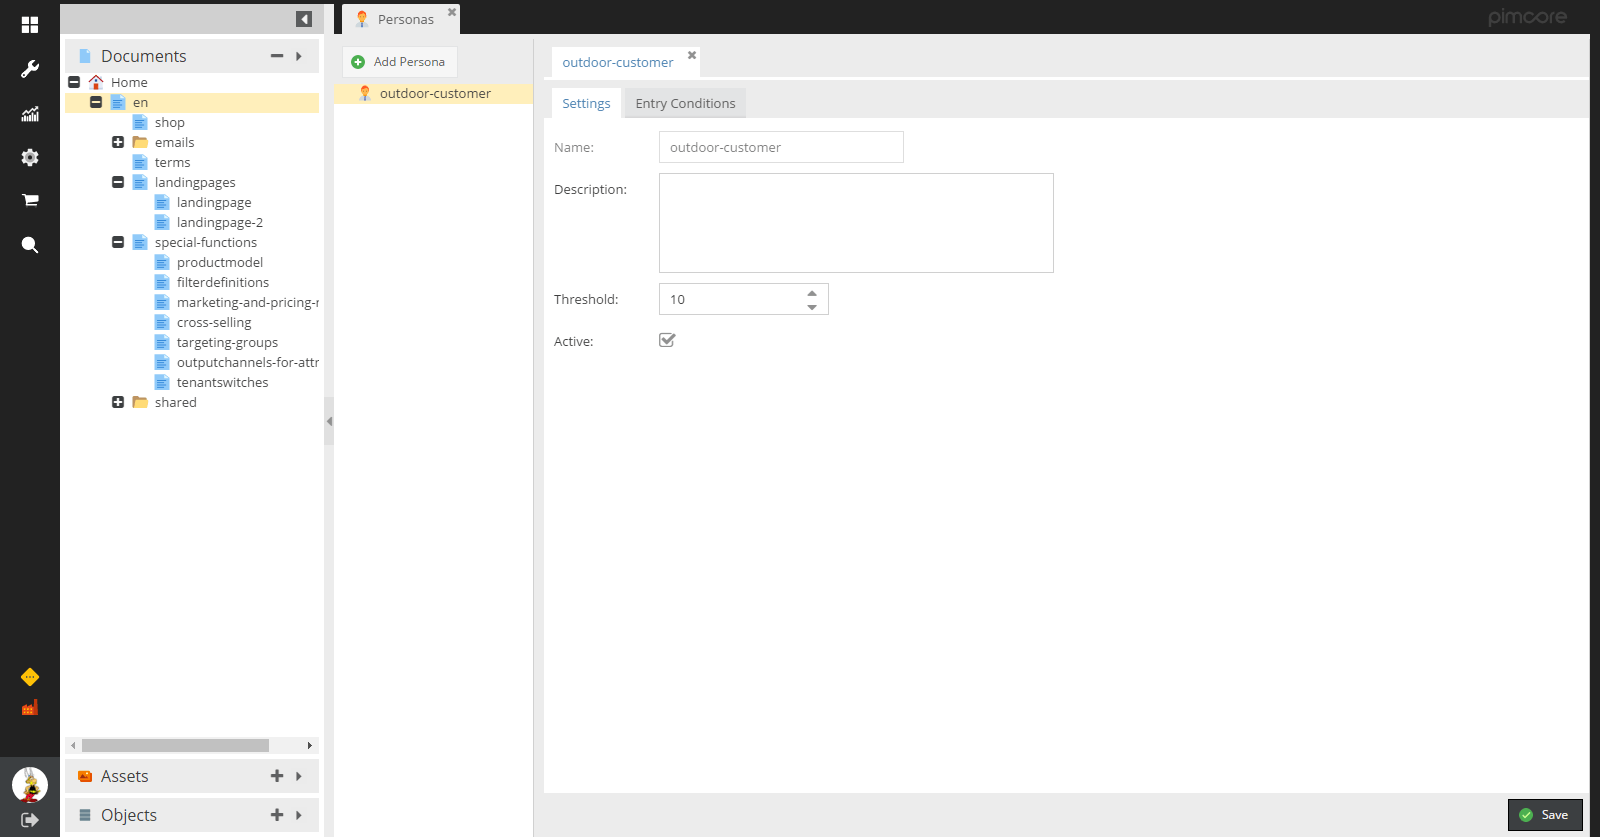 Personas
pimcore
Documents
Home
en
shop
emails
terms
landingpages
landingpage
landingpage-2
special-functions
productmodel
filterdefinitions
marketing-and-pricing-r
cross-selling
targeting-groups
outputchannels-for-attr
tenantswitches
shared
Assets
Objects
Add Persona
outdoor-customer
outdoor-customer
Settings
Entry Conditions
Name:
outdoor-customer
Description:
Threshold:
10
Active:
Save